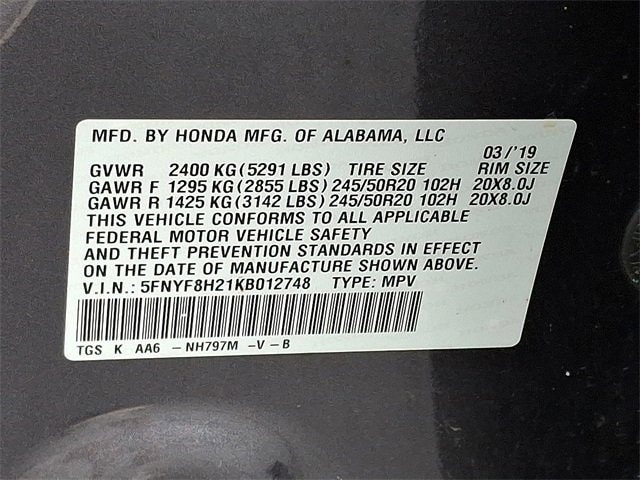 MFD. BY HONDA MFG. OF ALABAMA, LLC
03/'19
GVWR 2400 KG(5291 LBS) TIRE SIZE RIM SIZE
GAWR F 1295 KG(2855 LBS) 245/50R20 102H 20X8.0J
GAWR R 1425 KG(3142 LBS) 245/50R20 102H 20X8.0J
THIS VEHICLE CONFORMS TO ALL APPLICABLE
FEDERAL MOTOR VEHICLE SAFETY
AND THEFT PREVENTION STANDARDS IN EFFECT
ON THE DATE OF MANUFACTURE SHOWN ABOVE.
V.I.N.: 5FNYF8H21KB012748 TYPE: MPV
TGS K AA6 -NH797M -V-B